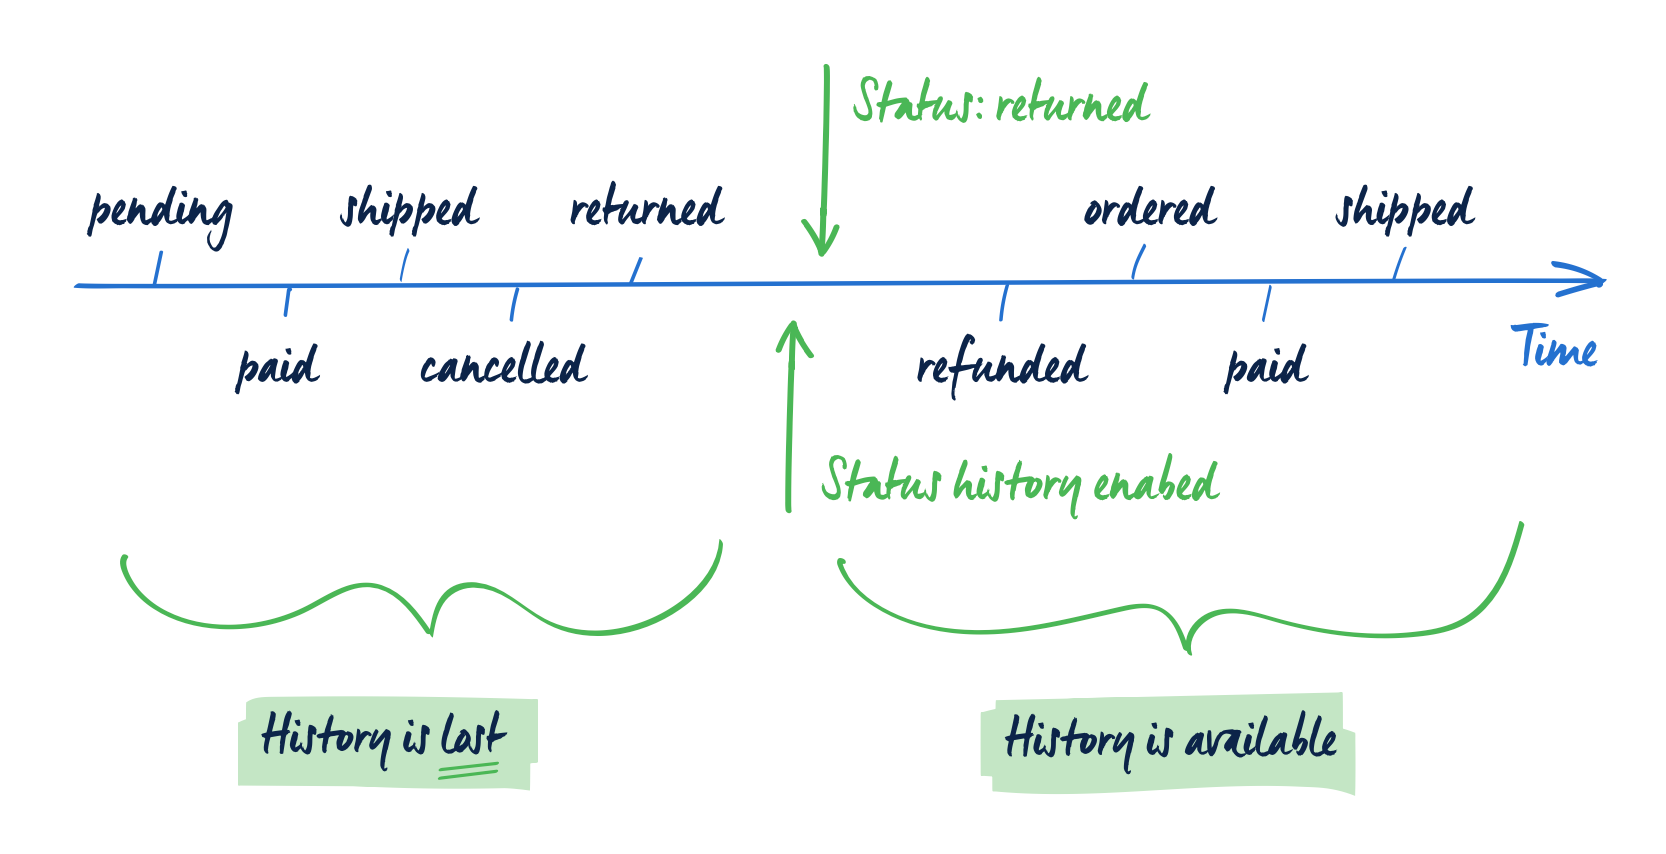 Status: returned
pending
shipped
returned
ordered
shipped
paid
cancelled
refunded
paid
Time
Status history enabed
History is lost
History is available